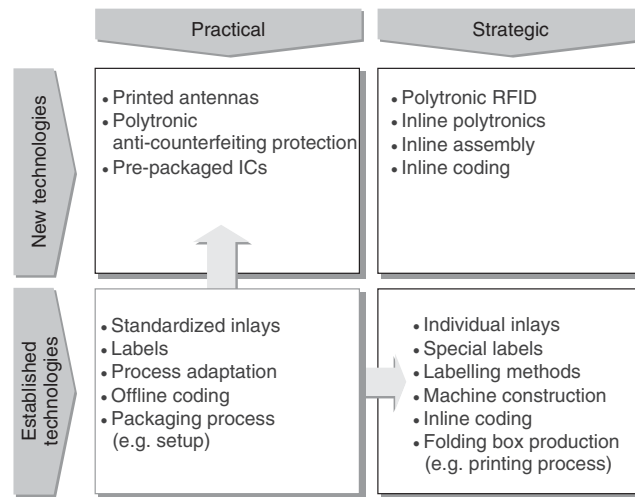 Practical
Strategic
New technologies
• Printed antennas
• Polytronic
anti-counterfeiting protection
• Pre-packaged ICs
• Polytronic RFID
• Inline polytronics
• Inline assembly
• Inline coding
Established
technologies
• Standardized inlays
• Labels
• Process adaptation
• Offline coding
• Packaging process
(e.g. setup)
• Individual inlays
• Special labels
• Labelling methods
• Machine construction
• Inline coding
• Folding box production
(e.g. printing process)